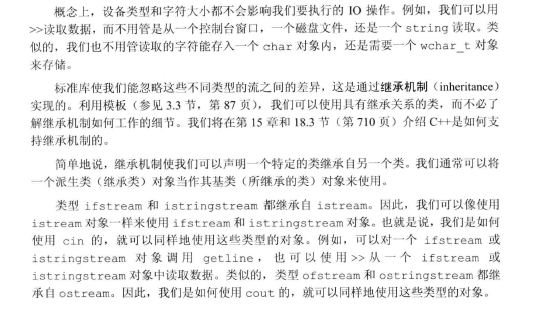 概念上，设备类型和字符大小都不会影响我们要执行的 IO 操作。例如，我们可以用
>>读取数据，而不用管是从一个控制台窗口，一个磁盘文件，还是一个 string 读取。类
似的，我们也不用管读取的字符能存入一个 char 对象内，还是需要一个 wchar_t 对象
来存储。
标准库使我们能忽略这些不同类型的流之间的差异，这是通过继承机制（inheritance）
实现的。利用模板（参见 3.3 节，第 87 页），我们可以使用具有继承关系的类，而不必了
解继承机制如何工作的细节。我们将在第 15 章和 18.3 节（第 710 页）介绍 C++是如何支
持继承机制的。
简单地说，继承机制使我们可以声明一个特定的类继承自另一个类。我们通常可以将
一个派生类（继承类）对象当作其基类（所继承的类）对象来使用。
类型 ifstream 和 istringstream 都继承自 istream。因此，我们可以像使用
istream 对象一样来使用 ifstream 和 istringstream 对象。也就是说，我们是如何
使用 cin 的，就可以同样地使用这些类型的对象。例如，可以对一个 ifstream 或
istringstream 对象调用 getline，也可以使用>>从一个 ifstream 或
istringstream 对象中读取数据。类似的，类型 ofstream 和 ostringstream 都继
承自 ostream。因此，我们是如何使用 cout 的，就可以同样地使用这些类型的对象。